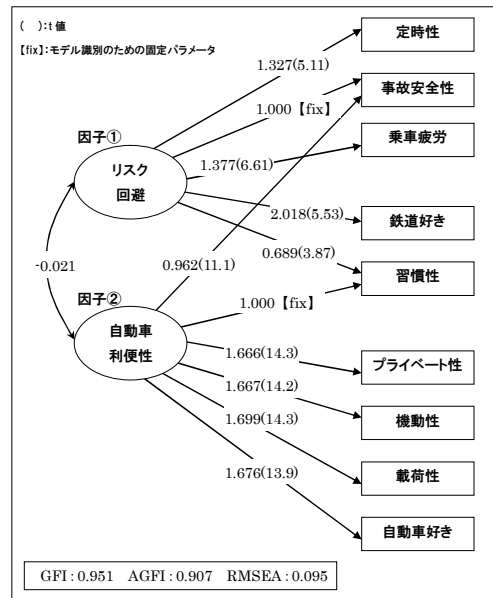 (　):t 値
【fix】:モデル識別のための固定パラメータ
定時性
1.327(5.11)
事故安全性
1.000【fix】
因子①
乗車疲労
リスク
回避
1.377(6.61)
2.018(5.53)
鉄道好き
0.689(3.87)
-0.021
0.962(11.1)
習慣性
因子②
1.000【fix】
自動車
利便性
1.666(14.3)
プライベート性
1.667(14.2)
機動性
1.699(14.3)
載荷性
1.676(13.9)
自動車好き
GFI : 0.951　AGFI : 0.907　RMSEA : 0.095